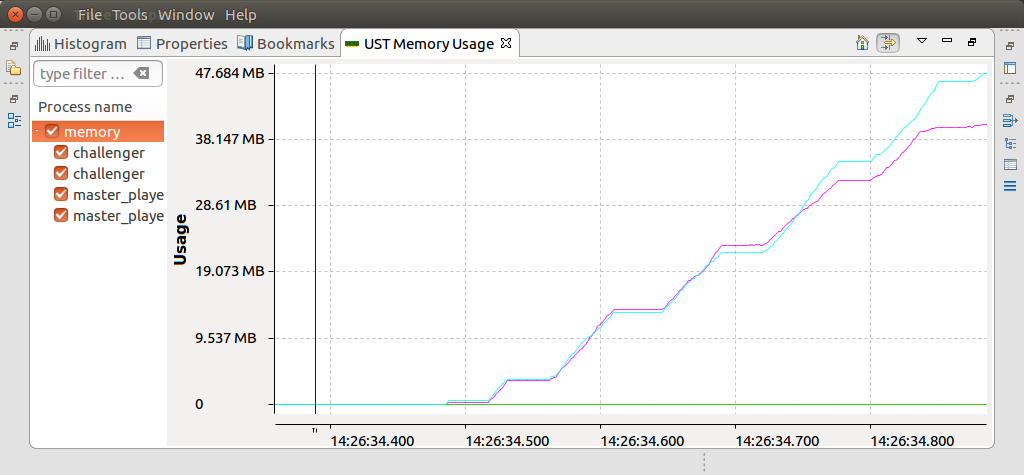 File Tools Window Help
Histogram Properties Bookmarks UST Memory Usage
type filter ...
Process name
memory
challenger
challenger
master_playe
master_playe
Usage
47.684 MB
38.147 MB
28.61 MB
19.073 MB
9.537 MB
0
14:26:34.400 14:26:34.500 14:26:34.600 14:26:34.700 14:26:34.800